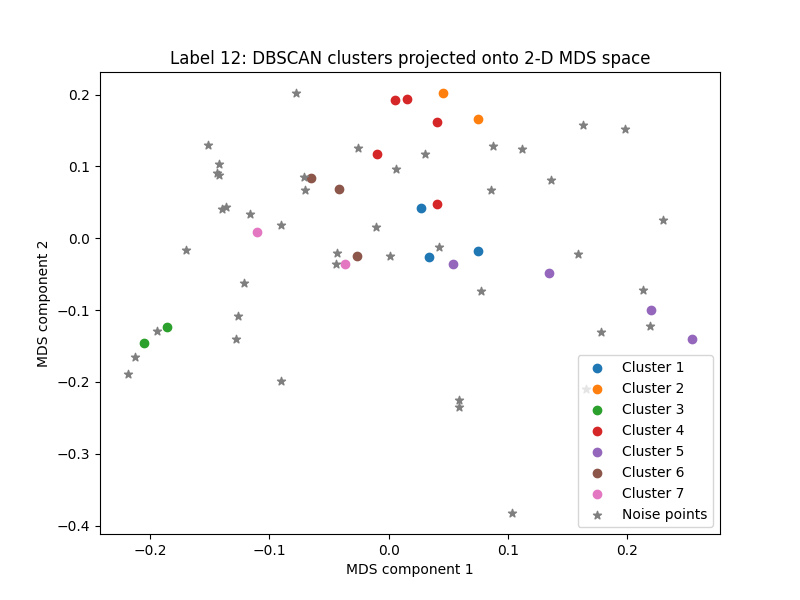 Label 12: DBSCAN clusters projected onto 2-D MDS space
MDS component 2
0.2
0.1
0.0
−0.1
−0.2
−0.3
−0.4
Cluster 1
Cluster 2
Cluster 3
Cluster 4
Cluster 5
Cluster 6
Cluster 7
Noise points
−0.2
−0.1
0.0
0.1
0.2
MDS component 1